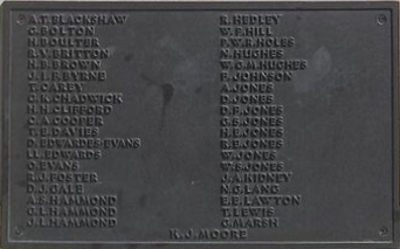 A.T. BLACKSHAW
G. BOLTON
H. BOULTER
R.V. BRITTON
H.B. BROWN
J.L.F. BYRNE
T. CAREY
C.K. CHADWICK
H.H. CLIFFORD
C.A. COOPER
T.E. DAVIES
D. EDWARDES-EVANS
LL. EDWARDS
O. EVANS
R.G. FOSTER
D.J. GALE
A.S. HAMMOND
G.L. HAMMOND
J.L. HAMMOND
R. HEDLEY
W.F. HILL
P.W.R. HOLES
N. HUGHES
W.G.M. HUGHES
F. JOHNSON
A. JONES
D. JONES
D.F. JONES
G.S. JONES
H.E. JONES
R.E. JONES
W. JONES
W.S. JONES
J.A. KIDNEY
N.G. LANG
E.E. LAWTON
T. LEWIS
G. MARSH
K.J. MOORE